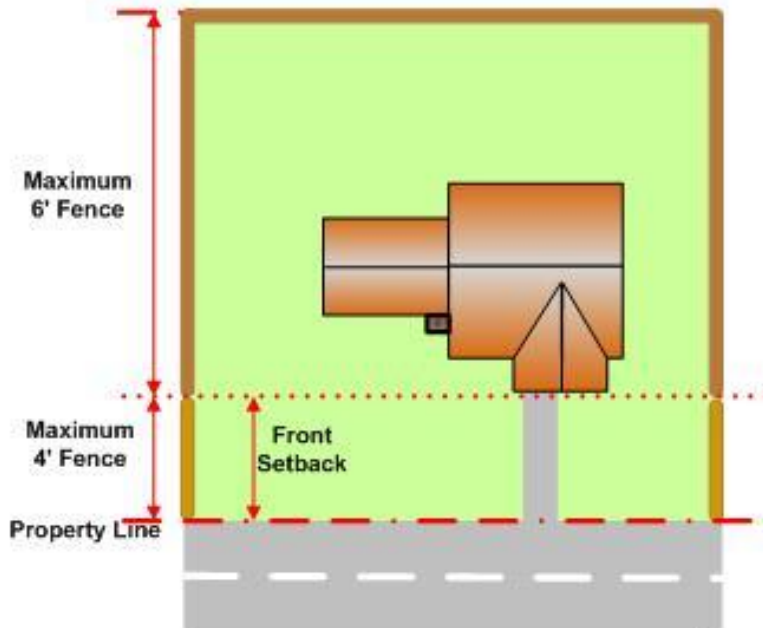 Maximum
6' Fence
Maximum
4' Fence
Front
Setback
Property Line